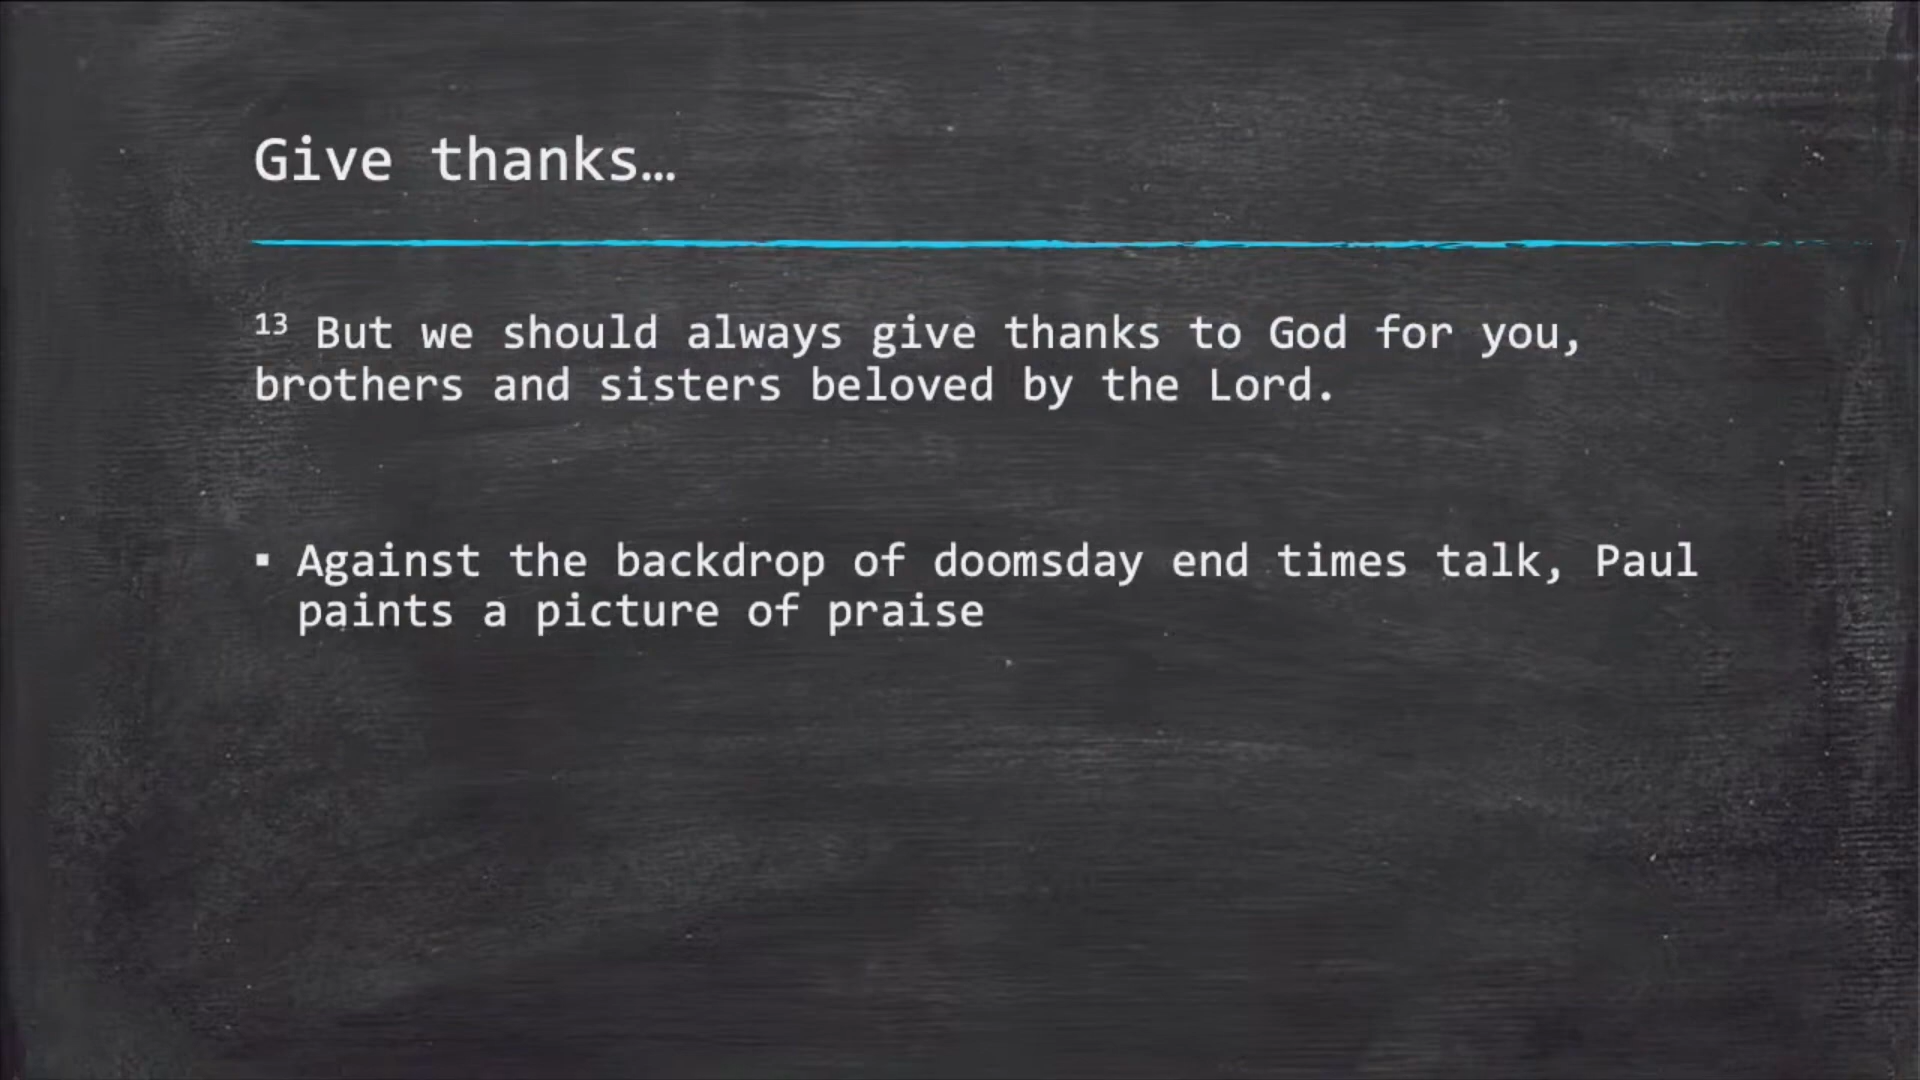 Give thanks…
13 But we should always give thanks to God for you,
brothers and sisters beloved by the Lord.
▪ Against the backdrop of doomsday end times talk, Paul
paints a picture of praise